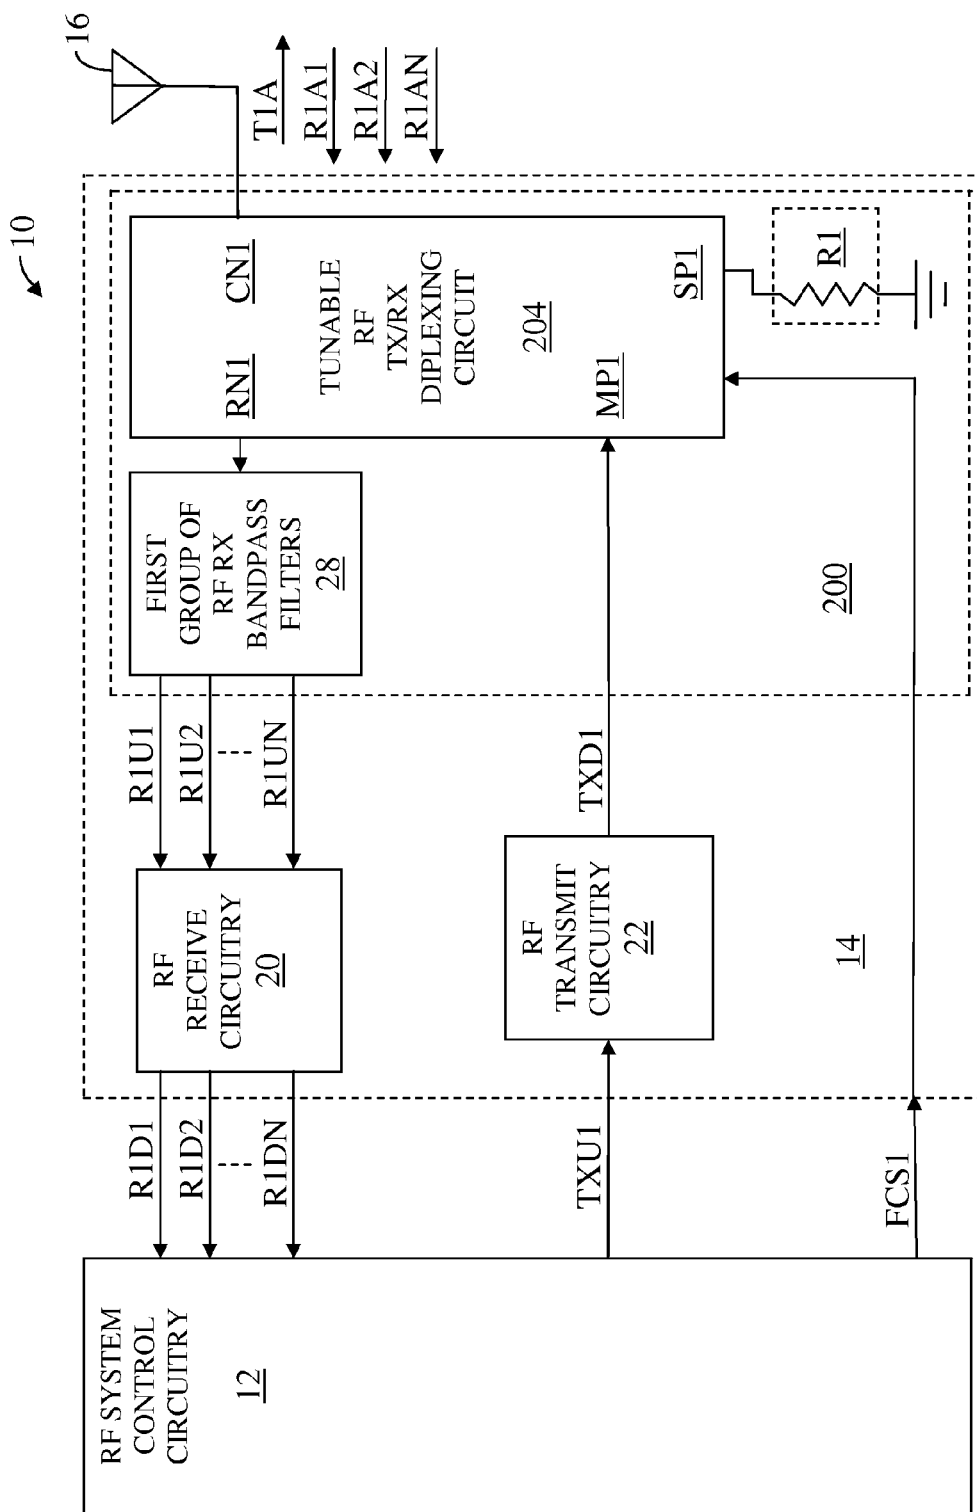 10
16
T1A
R1A1
R1A2
R1AN
RF SYSTEM
CONTROL
CIRCUITRY
12
R1D1
R1D2
R1DN
TXU1
FCS1
RF
RECEIVE
CIRCUITRY
20
RF
TRANSMIT
CIRCUITRY
22
14
R1U1
R1U2
R1UN
TXD1
FIRST
GROUP OF
RF RX
BANDPASS
FILTERS
28
200
RN1
CN1
TUNABLE
RF
TX/RX
DIPLEXING
CIRCUIT
204
MP1
SP1
R1